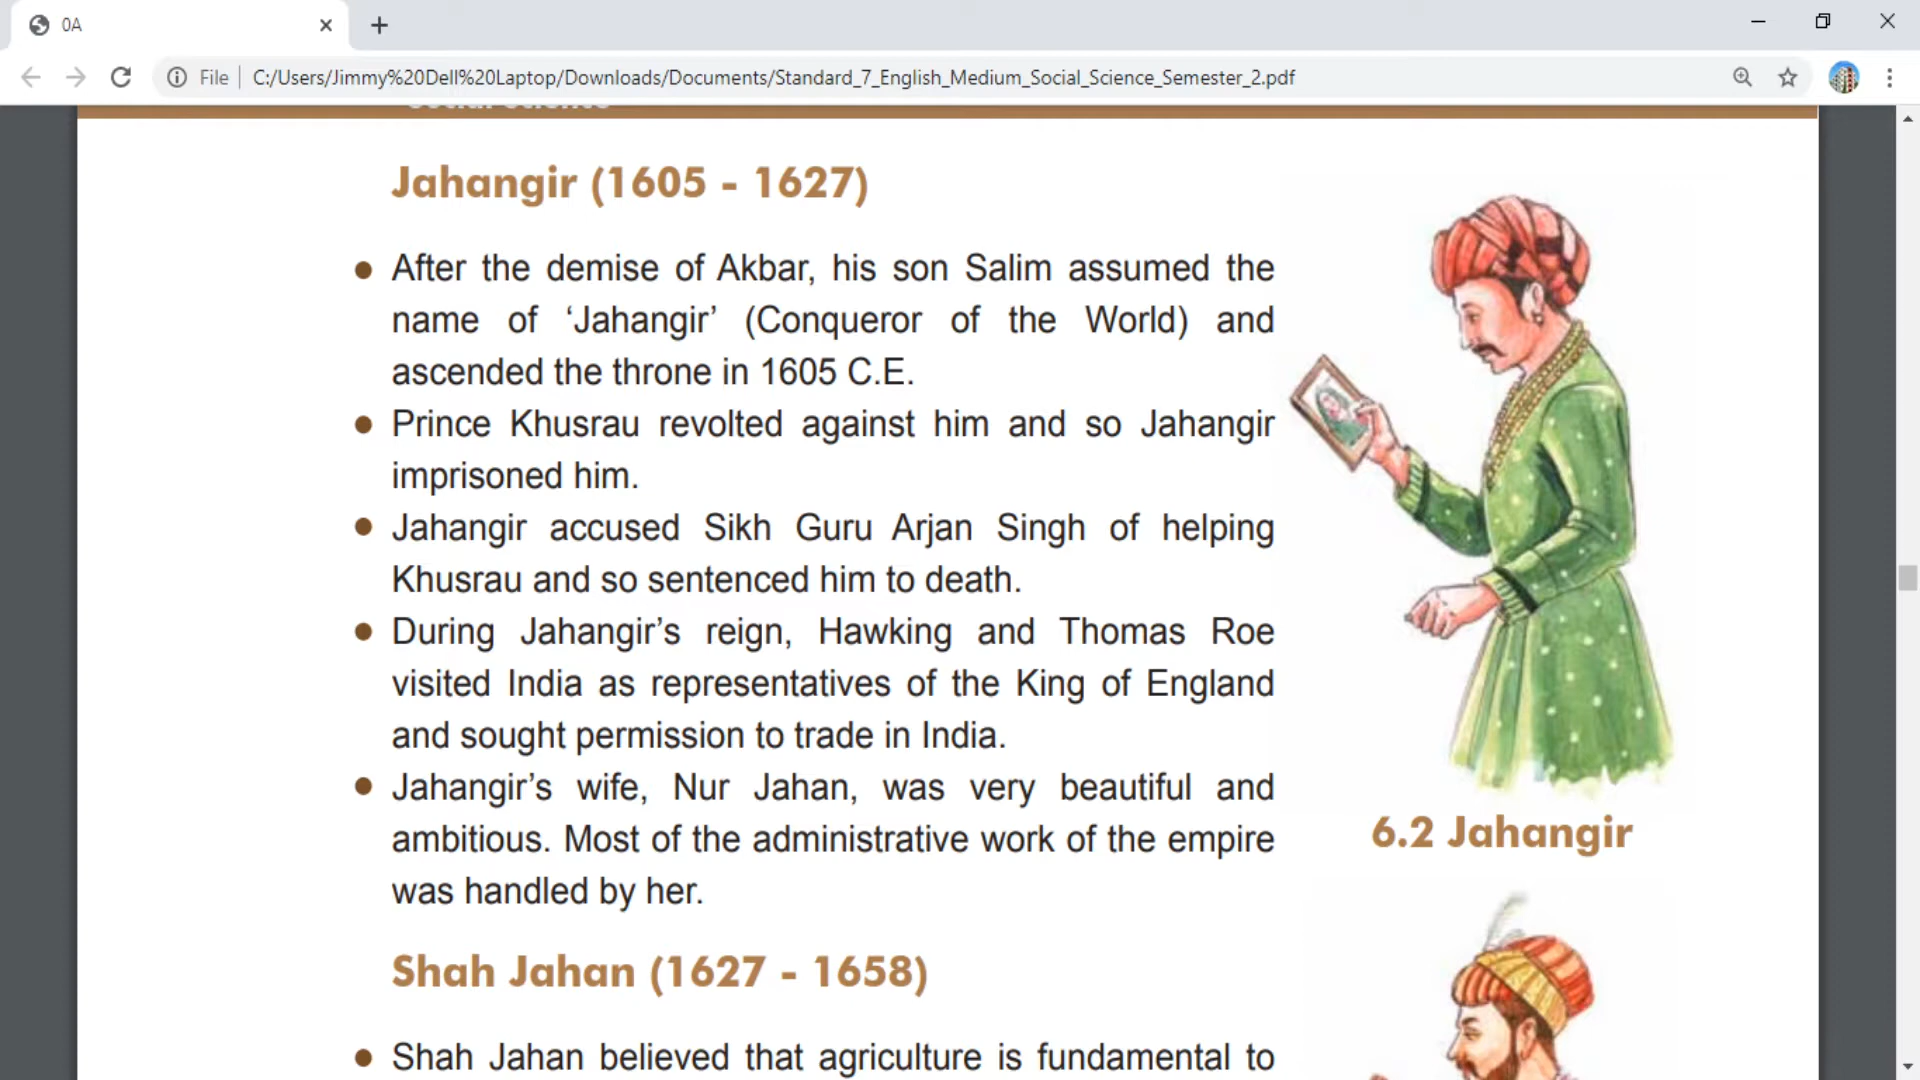 0A
File
C:/Users/Jimmy%20Dell%20Laptop/Downloads/Documents/Standard_7_English_Medium_Social_Science_Semester_2.pdf
Social Science
Jahangir (1605 - 1627)
● After the demise of Akbar, his son Salim assumed the
name of ‘Jahangir’ (Conqueror of the World) and
ascended the throne in 1605 C.E.
● Prince Khusrau revolted against him and so Jahangir
imprisoned him.
● Jahangir accused Sikh Guru Arjan Singh of helping
Khusrau and so sentenced him to death.
● During Jahangir’s reign, Hawking and Thomas Roe
visited India as representatives of the King of England
and sought permission to trade in India.
● Jahangir’s wife, Nur Jahan, was very beautiful and
ambitious. Most of the administrative work of the empire
was handled by her.
6.2 Jahangir
Shah Jahan (1627 - 1658)
● Shah Jahan believed that agriculture is fundamental to